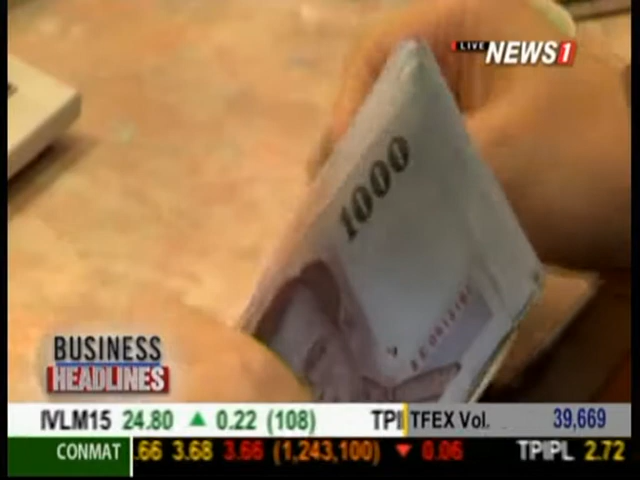 LIVE NEWS1
1000
BUSINESS
HEADLINES
IVLM15 24.80 ▲ 0.22 (108) TPI TFEX Vol. 39,669
CONMAT .66 3.68 3.66 (1,243,100) ▼ 0.06 TPIPL 2.72